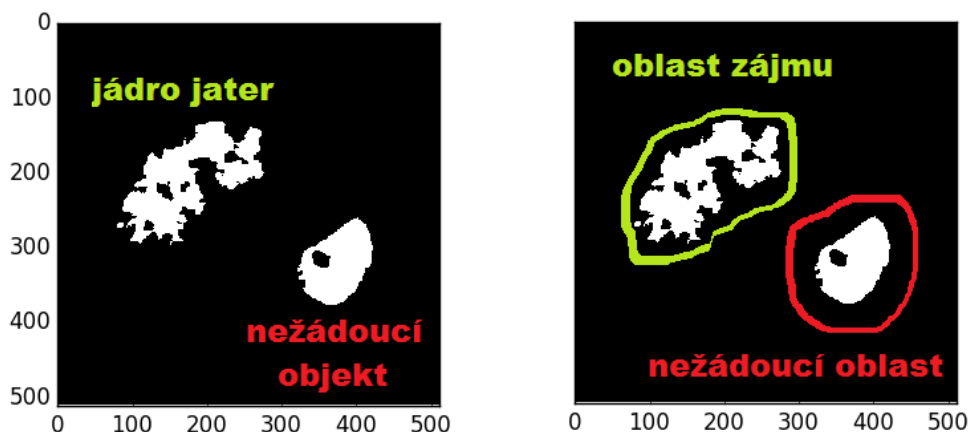 0
100
200
300
400
500
0 100 200 300 400 500
jádro jater
nežádoucí
objekt
0 100 200 300 400 500
oblast zájmu
nežádoucí oblast